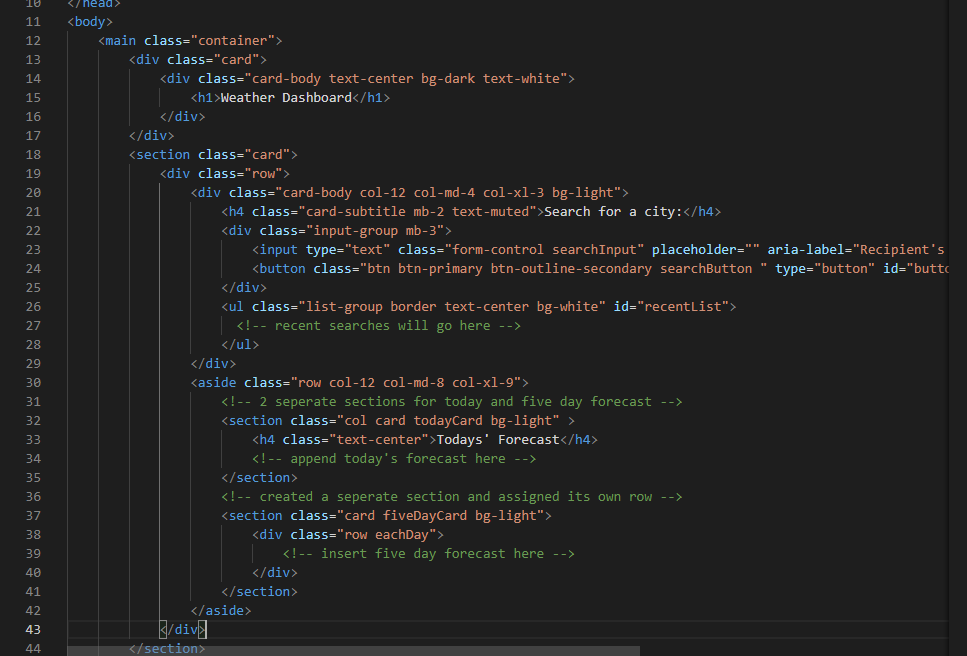 10 </head>
11 <body>
12 <main class="container">
13 <div class="card">
14 <div class="card-body text-center bg-dark text-white">
15 <h1>Weather Dashboard</h1>
16 </div>
17 </div>
18 <section class="card">
19 <div class="row">
20 <div class="card-body col-12 col-md-4 col-xl-3 bg-light">
21 <h4 class="card-subtitle mb-2 text-muted">Search for a city:</h4>
22 <div class="input-group mb-3">
23 <input type="text" class="form-control searchInput" placeholder="" aria-label="Recipient's
24 <button class="btn btn-primary btn-outline-secondary searchButton " type="button" id="butto
25 </div>
26 <ul class="list-group border text-center bg-white" id="recentList">
27 <!-- recent searches will go here -->
28 </ul>
29 </div>
30 <aside class="row col-12 col-md-8 col-xl-9">
31 <!-- 2 seperate sections for today and five day forecast -->
32 <section class="col card todayCard bg-light" >
33 <h4 class="text-center">Todays' Forecast</h4>
34 <!-- append today's forecast here -->
35 </section>
36 <!-- created a seperate section and assigned its own row -->
37 <section class="card fiveDayCard bg-light">
38 <div class="row eachDay">
39 <!-- insert five day forecast here -->
40 </div>
41 </section>
42 </aside>
43 </div>
44 </section>